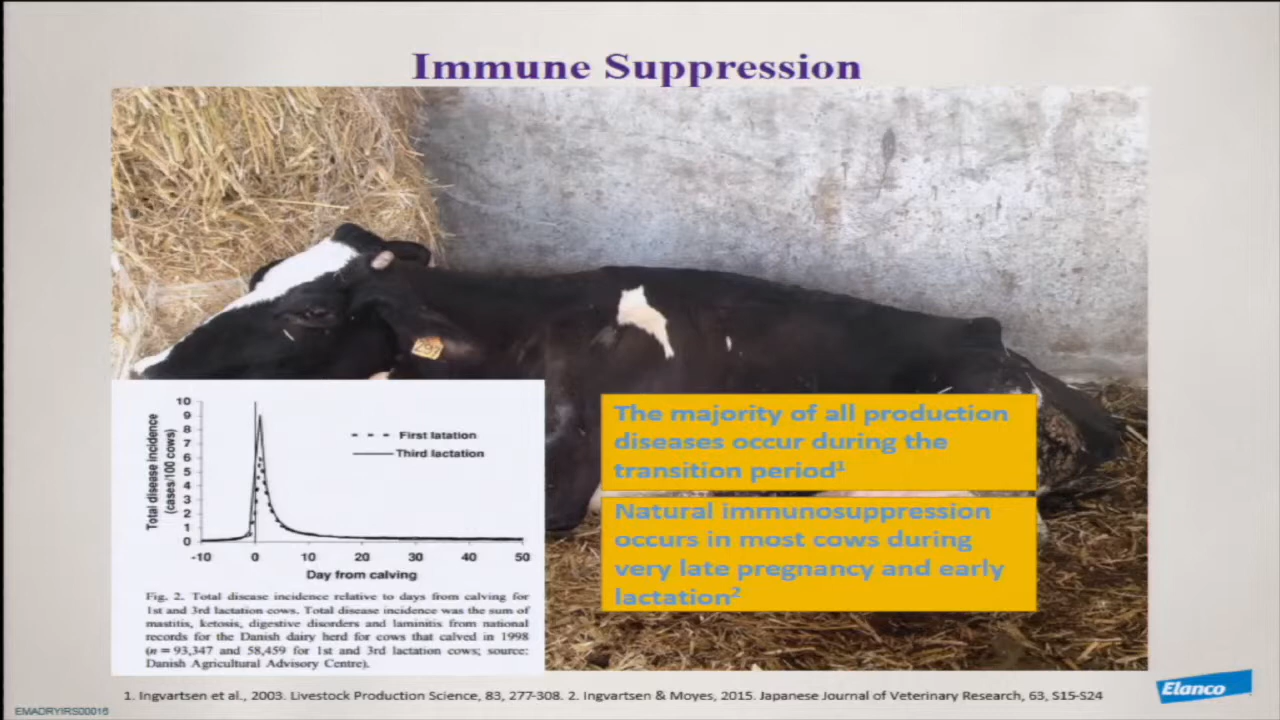 Immune Suppression
797
10
9
8
7
6
5
4
3
2
1
0
Total disease incidence
(cases/100 cows)
First latation
Third lactation
-10 0 10 20 30 40 50
Day from calving
Fig. 2. Total disease incidence relative to days from calving for
1st and 3rd lactation cows. Total disease incidence was the sum of
mastitis, ketosis, digestive disorders and laminitis from national
records for the Danish dairy herd for cows that calved in 1998
(n = 93,347 and 58,459 for 1st and 3rd lactation cows; source:
Danish Agricultural Advisory Centre).
The majority of all production
diseases occur during the
transition period¹
Natural immunosuppression
occurs in most cows during
very late pregnancy and early
lactation²
1. Ingvartsen et al., 2003. Livestock Production Science, 83, 277-308. 2. Ingvartsen & Moyes, 2015. Japanese Journal of Veterinary Research, 63, S15-S24
Elanco
EMADRYIRS00016